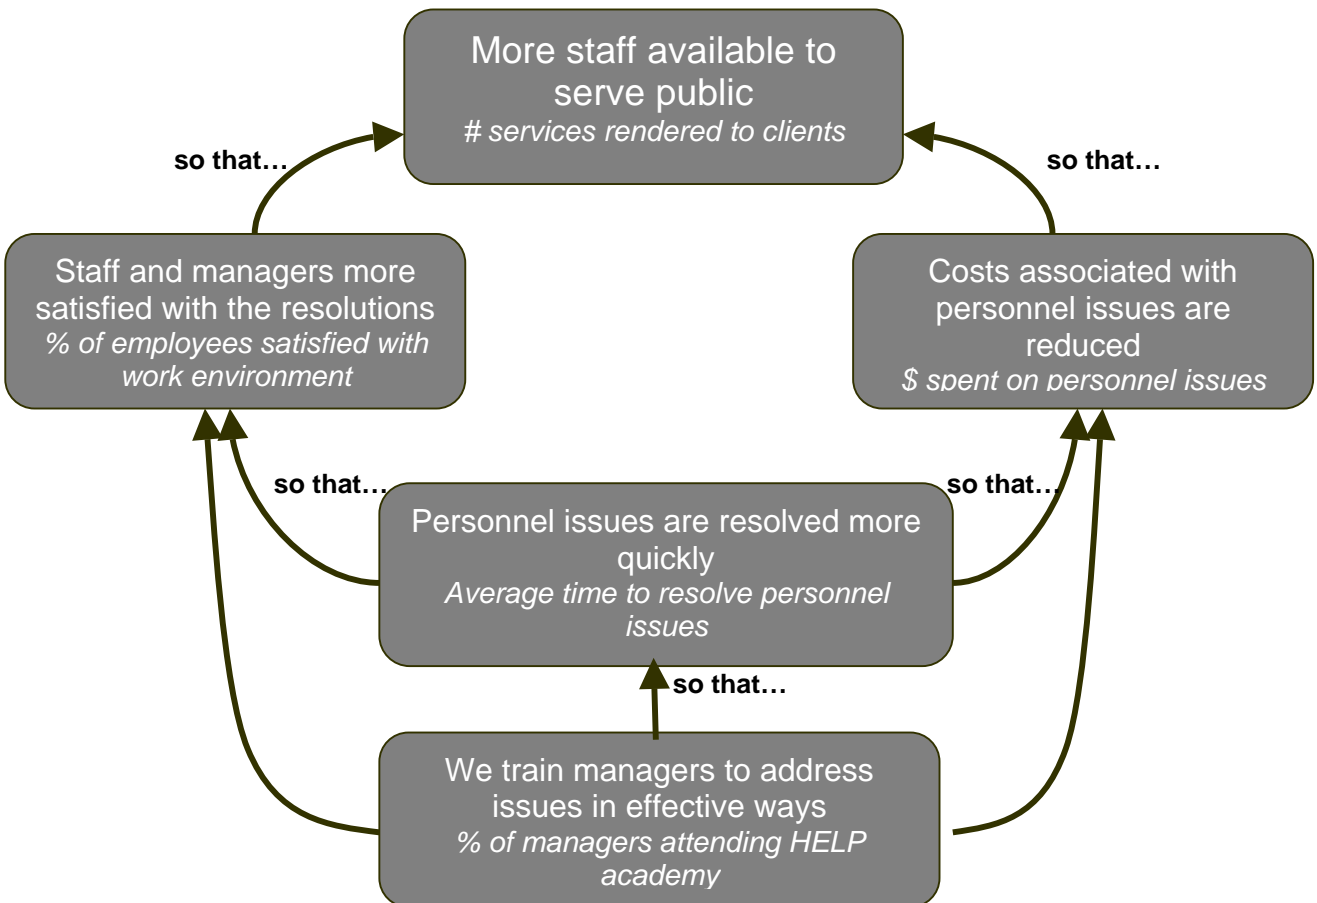 More staff available to
serve public
# services rendered to clients
so that…
so that…
Staff and managers more
satisfied with the resolutions
% of employees satisfied with
work environment
Costs associated with
personnel issues are
reduced
$ spent on personnel issues
so that…
so that…
Personnel issues are resolved more
quickly
Average time to resolve personnel
issues
so that…
We train managers to address
issues in effective ways
% of managers attending HELP
academy